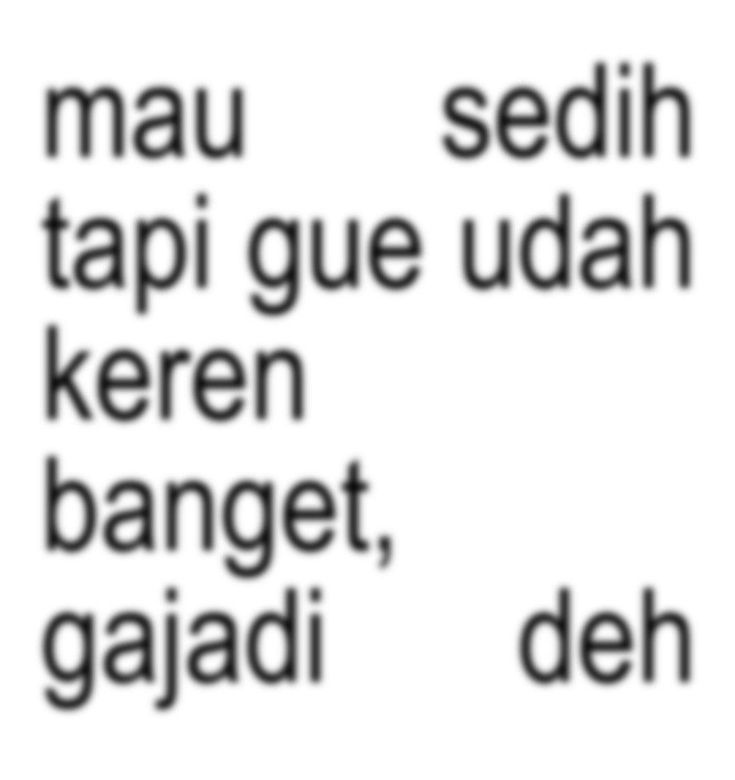 mau sedih
tapi gue udah
keren
banget,
gajadi deh